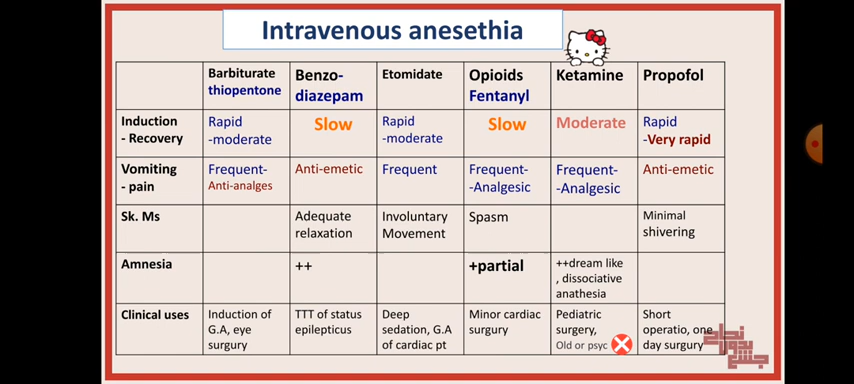 Intravenous anesethia
Barbiturate
thiopentone
Benzo-
diazepam
Etomidate
Opioids
Fentanyl
Ketamine
Propofol
Induction
- Recovery
Rapid
-moderate
Slow
Rapid
-moderate
Slow
Moderate
Rapid
-Very rapid
Vomiting
- pain
Frequent-
Anti-analges
Anti-emetic
Frequent
Frequent-
-Analgesic
Frequent-
-Analgesic
Anti-emetic
Sk. Ms
Adequate
relaxation
Involuntary
Movement
Spasm
Minimal
shivering
Amnesia
++
+partial
++dream like
, dissociative
anathesia
Clinical uses
Induction of
G.A, eye
surgury
TTT of status
epilepticus
Deep
sedation, G.A
of cardiac pt
Minor cardiac
surgury
Pediatric
surgury,
Old or psyc
Short
operatio, one
day surgury